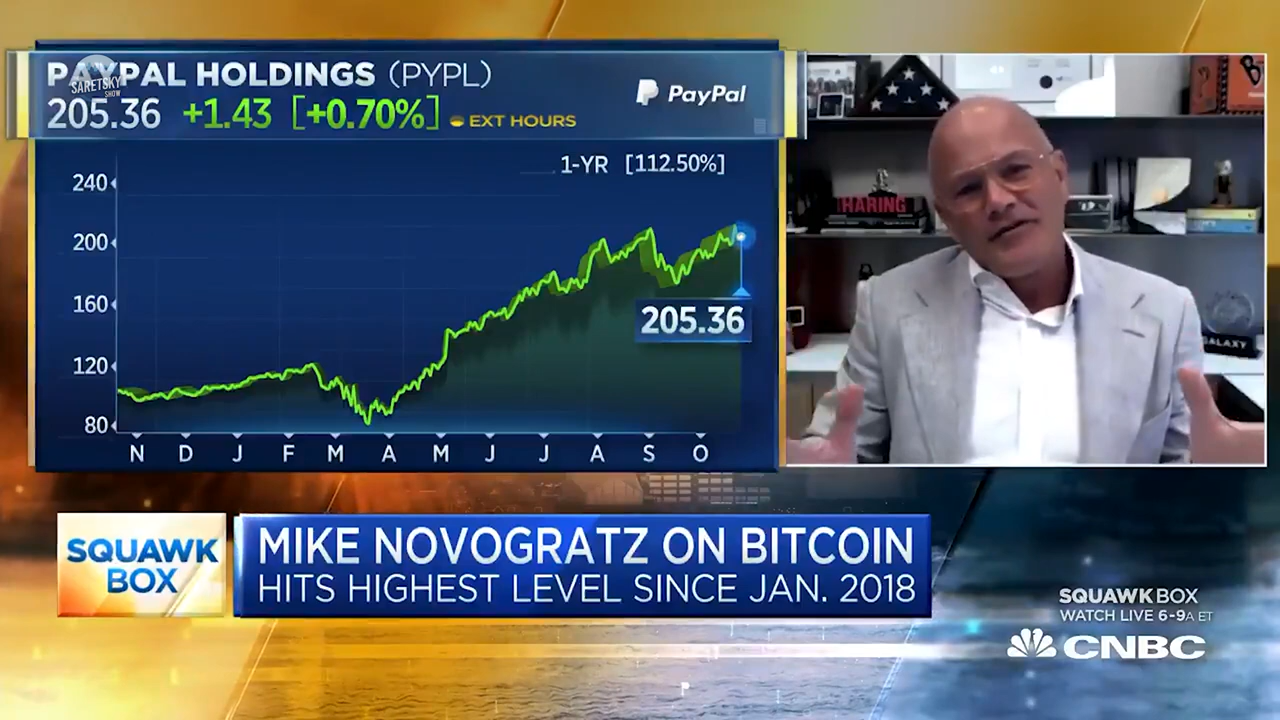 PAYPAL HOLDINGS (PYPL)
SARETSKY
SHOW
205.36 +1.43 [+0.70%] EXT HOURS
PayPal
1-YR [112.50%]
240
200
160
120
80
205.36
N D J F M A M J J A S O
HARING
GALAXY
SQUAWK
BOX
MIKE NOVOGRATZ ON BITCOIN
HITS HIGHEST LEVEL SINCE JAN. 2018
SQUAWK BOX
WATCH LIVE 6-9A ET
CNBC